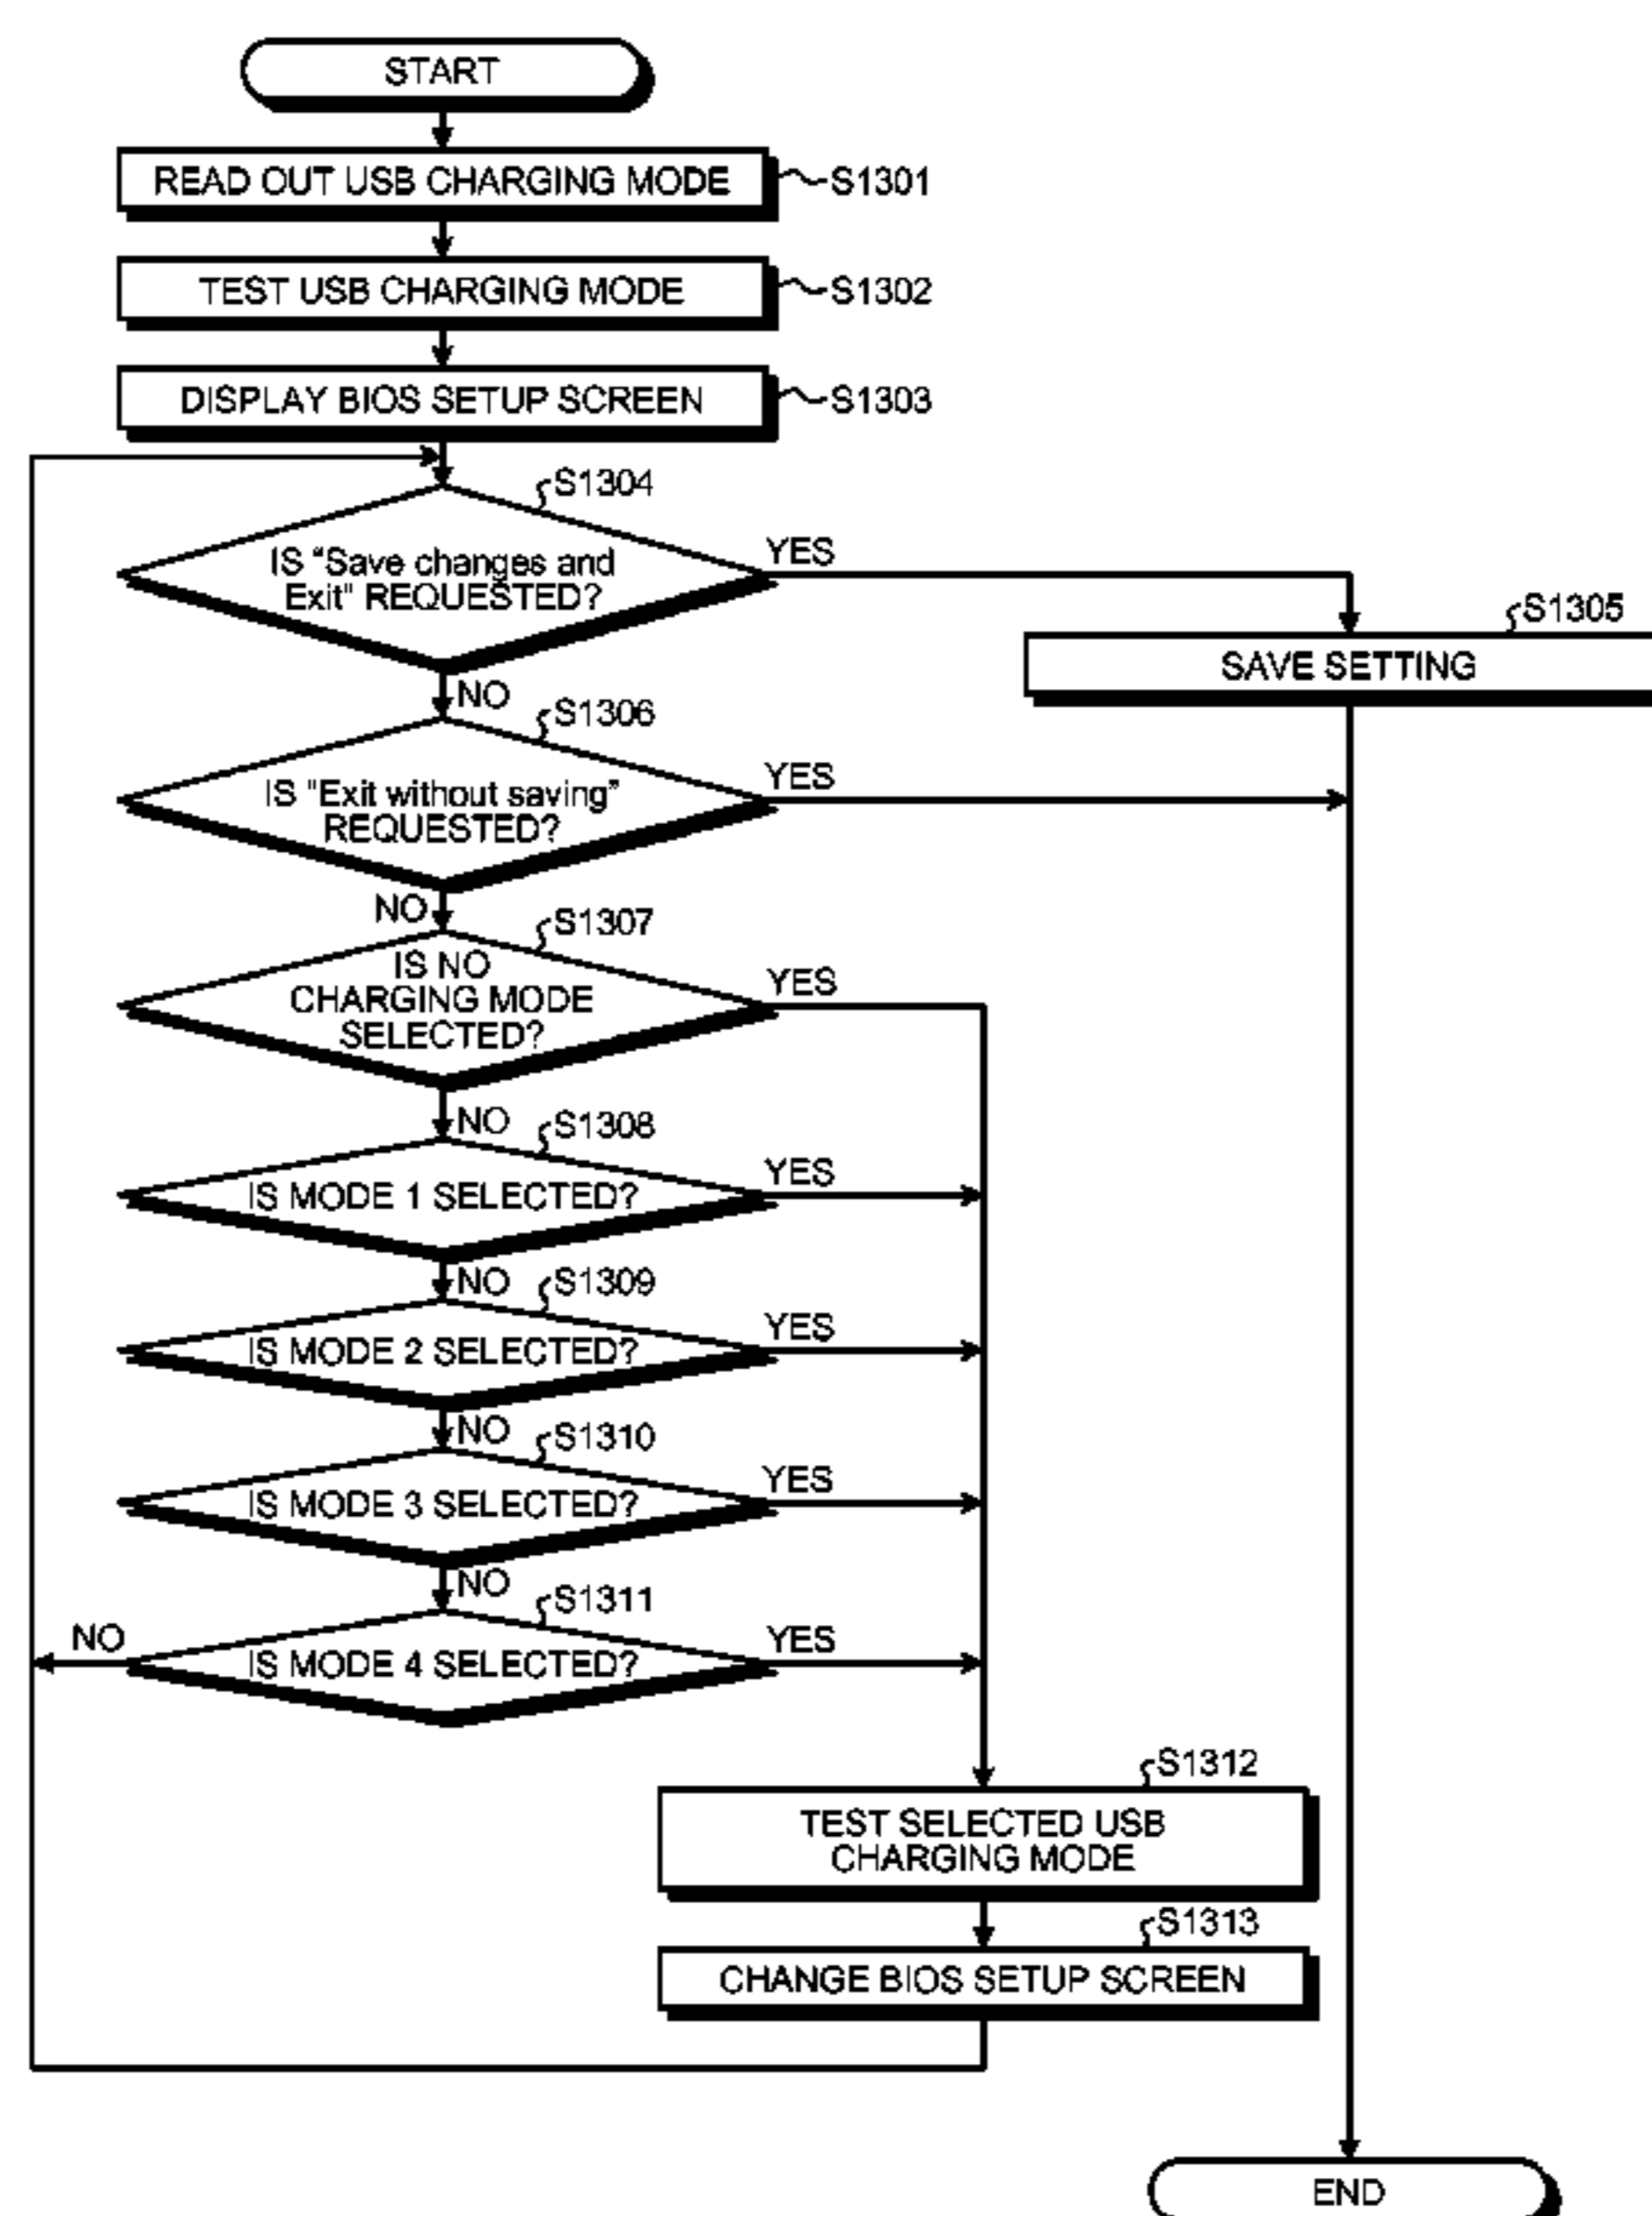 START
READ OUT USB CHARGING MODE
S1301
TEST USB CHARGING MODE
S1302
DISPLAY BIOS SETUP SCREEN
S1303
S1304
IS “Save changes and
Exit" REQUESTED?
YES
S1305
SAVE SETTING
NO
S1306
IS "Exit without saving”
REQUESTED?
YES
NO
S1307
IS NO
CHARGING MODE
SELECTED?
YES
NO
S1308
IS MODE 1 SELECTED?
YES
NO
S1309
IS MODE 2 SELECTED?
YES
NO
S1310
IS MODE 3 SELECTED?
YES
NO
S1311
IS MODE 4 SELECTED?
YES
NO
S1312
TEST SELECTED USB
CHARGING MODE
S1313
CHANGE BIOS SETUP SCREEN
END